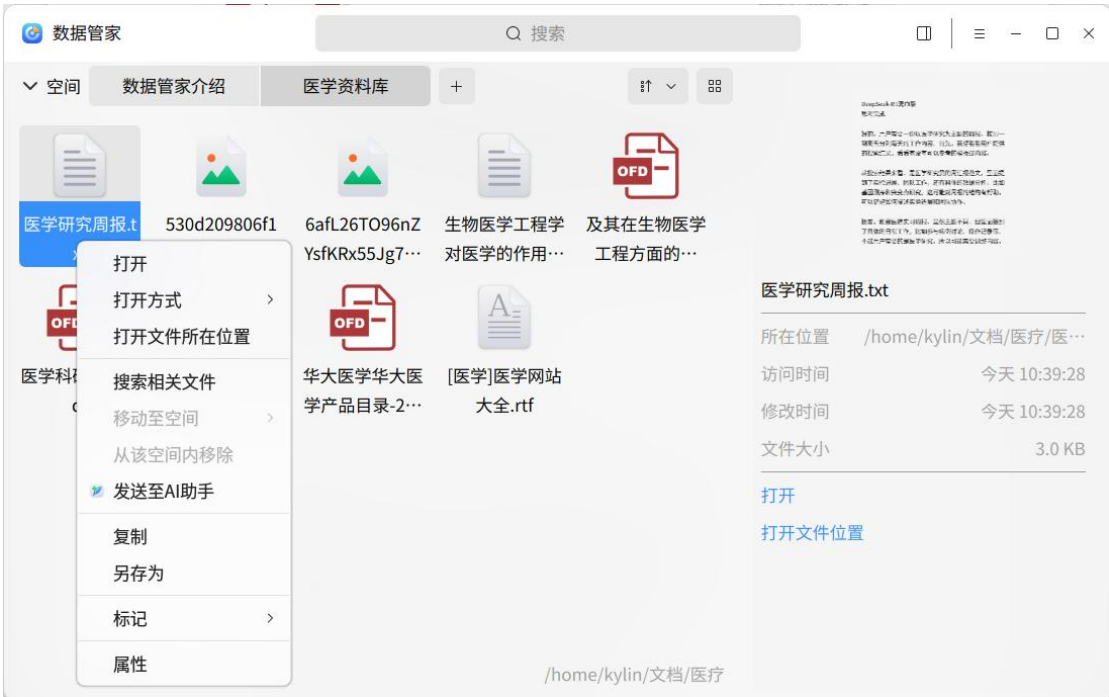 数据管家
搜索
空间
数据管家介绍
医学资料库
医学研究周报.t
530d209806f1
6afL26TO96nZ
YsfKRx55Jg7…
生物医学工程学
对医学的作用…
OFD
及其在生物医学
工程方面的…
医学科
OFD
华大医学华大医
学产品目录-2…
[医学]医学网站
大全.rtf
打开
打开方式
打开文件所在位置
搜索相关文件
移动至空间
从该空间内移除
发送至AI助手
复制
另存为
标记
属性
/home/kylin/文档/医疗
医学研究周报.txt
所在位置 /home/kylin/文档/医疗/医…
访问时间 今天 10:39:28
修改时间 今天 10:39:28
文件大小 3.0 KB
打开
打开文件位置